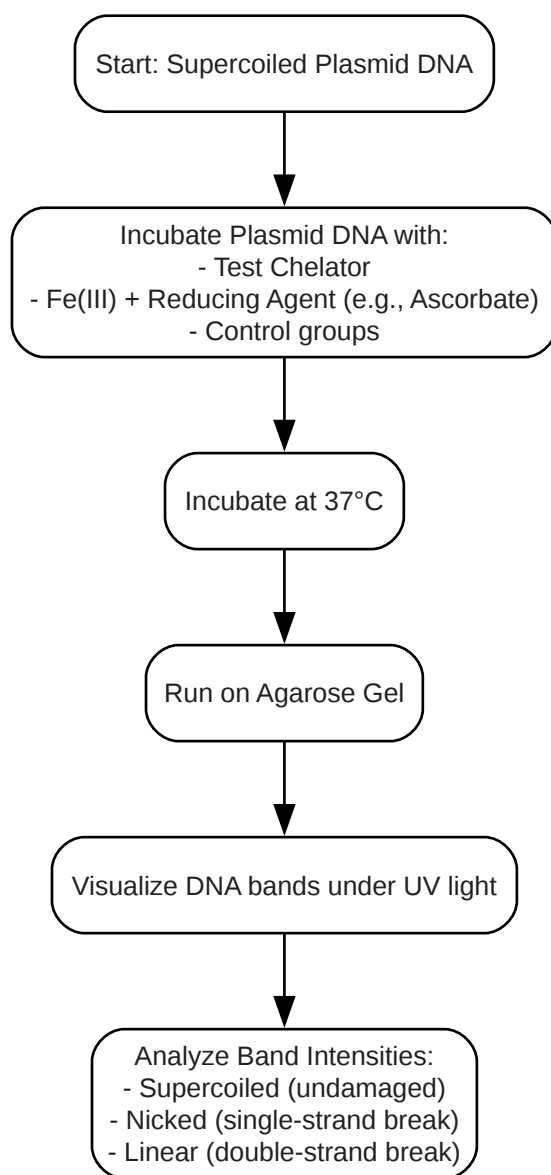 Start: Supercoiled Plasmid DNA
Incubate Plasmid DNA with:
- Test Chelator
- Fe(III) + Reducing Agent (e.g., Ascorbate)
- Control groups
Incubate at 37°C
Run on Agarose Gel
Visualize DNA bands under UV light
Analyze Band Intensities:
- Supercoiled (undamaged)
- Nicked (single-strand break)
- Linear (double-strand break)